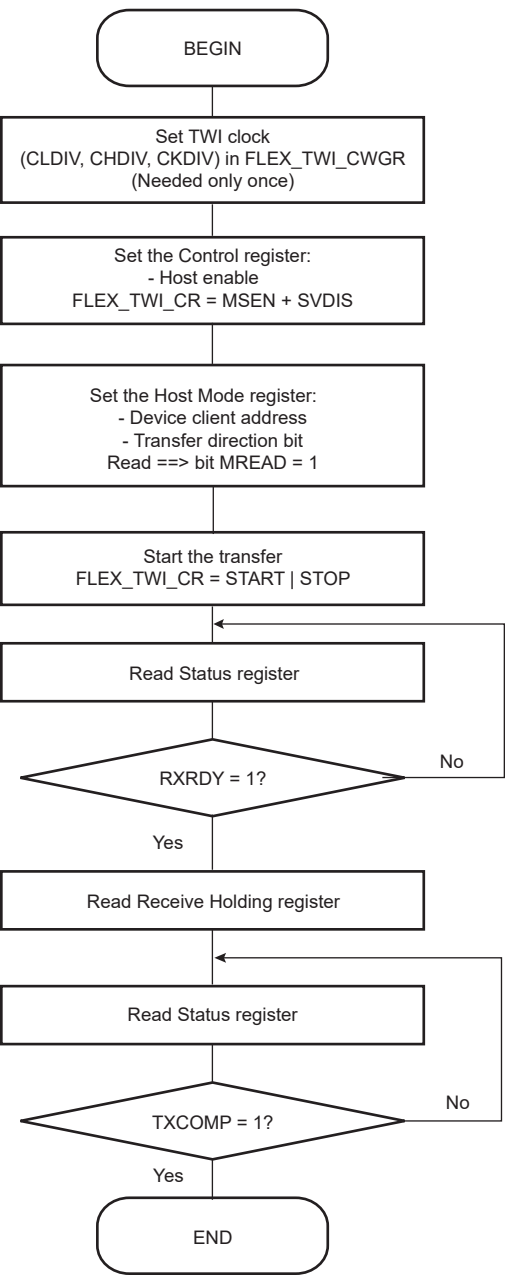 BEGIN
Set TWI clock
(CLDIV, CHDIV, CKDIV) in FLEX_TWI_CWGR
(Needed only once)
Set the Control register:
- Host enable
FLEX_TWI_CR = MSEN + SVDIS
Set the Host Mode register:
- Device client address
- Transfer direction bit
Read ==> bit MREAD = 1
Start the transfer
FLEX_TWI_CR = START | STOP
Read Status register
RXRDY = 1?
No
Yes
Read Receive Holding register
Read Status register
TXCOMP = 1?
No
Yes
END